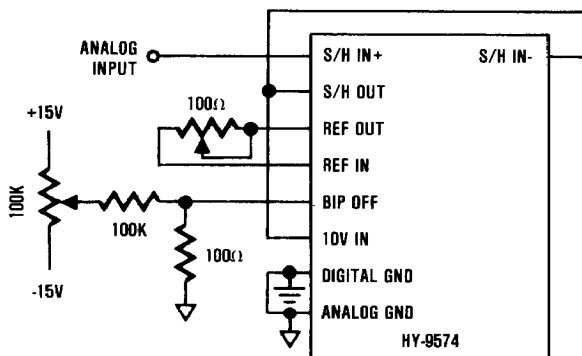 ANALOG
INPUT
S/H IN+
S/H IN-
S/H OUT
100Ω
REF OUT
+15V
REF IN
100K
100K
BIP OFF
10V IN
100Ω
-15V
DIGITAL GND
ANALOG GND
HY-9574